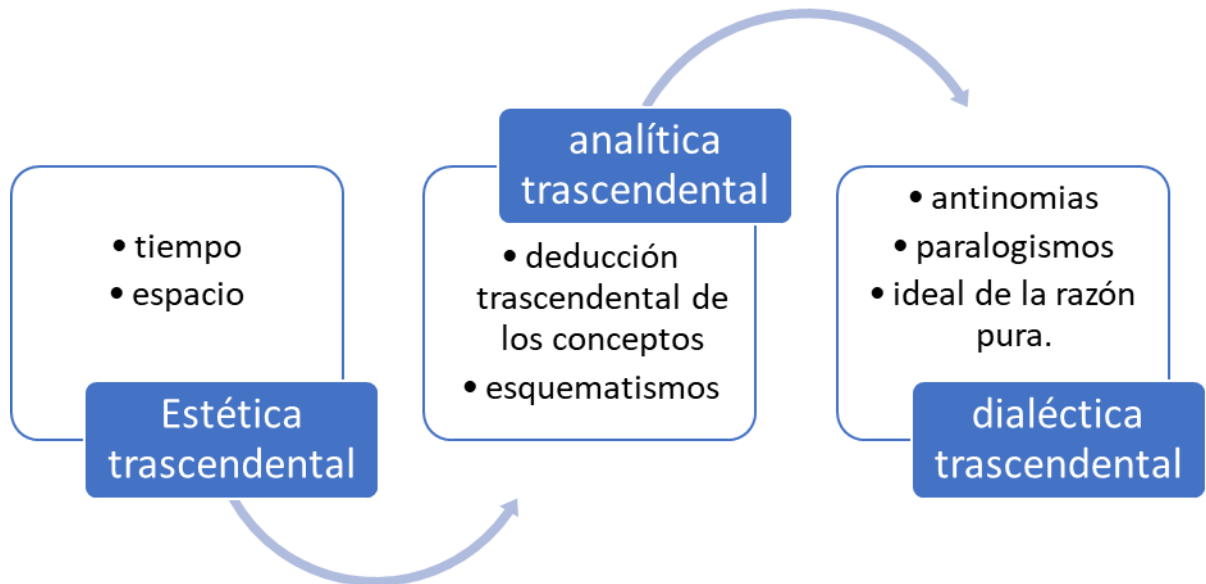 • tiempo
• espacio
Estética
trascendental
analítica
trascendental
• deducción
trascendental de
los conceptos
• esquematismos
• antinomias
• paralogismos
• ideal de la razón
pura.
dialéctica
trascendental